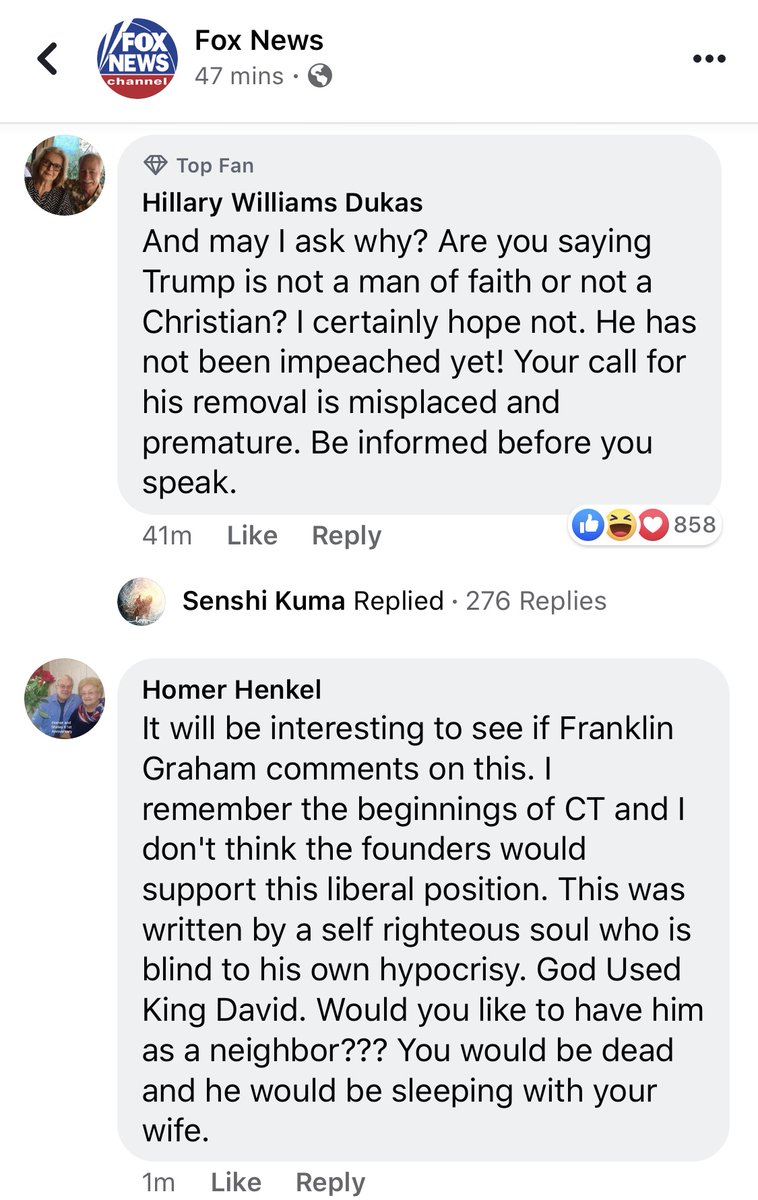 FOX
NEWS
channel
Fox News
47 mins ·
Top Fan
Hillary Williams Dukas
And may I ask why? Are you saying
Trump is not a man of faith or not a
Christian? I certainly hope not. He has
not been impeached yet! Your call for
his removal is misplaced and
premature. Be informed before you
speak.
41m Like Reply 858
Senshi Kuma Replied · 276 Replies
Homer Henkel
It will be interesting to see if Franklin
Graham comments on this. I
remember the beginnings of CT and I
don't think the founders would
support this liberal position. This was
written by a self righteous soul who is
blind to his own hypocrisy. God Used
King David. Would you like to have him
as a neighbor??? You would be dead
and he would be sleeping with your
wife.
1m Like Reply